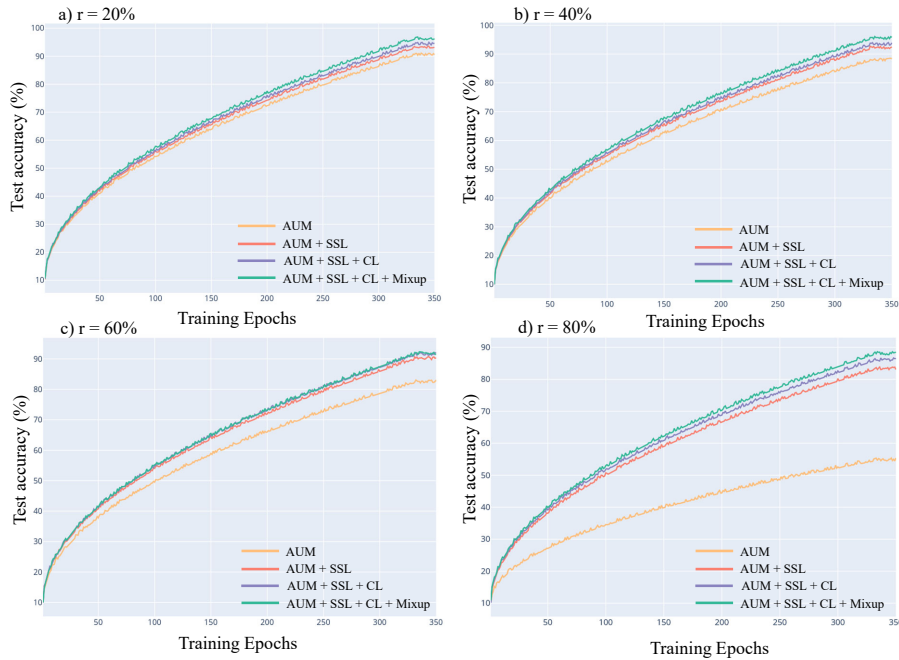 a) r = 20%
Test accuracy (%)
100
90
80
70
60
50
40
30
20
10
50
100
150
200
250
300
350
AUM
AUM + SSL
AUM + SSL + CL
AUM + SSL + CL + Mixup
Training Epochs
b) r = 40%
Test accuracy (%)
100
90
80
70
60
50
40
30
20
10
50
100
150
200
250
300
350
AUM
AUM + SSL
AUM + SSL + CL
AUM + SSL + CL + Mixup
Training Epochs
c) r = 60%
Test accuracy (%)
90
80
70
60
50
40
30
20
10
50
100
150
200
250
300
350
AUM
AUM + SSL
AUM + SSL + CL
AUM + SSL + CL + Mixup
Training Epochs
d) r = 80%
Test accuracy (%)
90
80
70
60
50
40
30
20
10
50
100
150
200
250
300
350
AUM
AUM + SSL
AUM + SSL + CL
AUM + SSL + CL + Mixup
Training Epochs